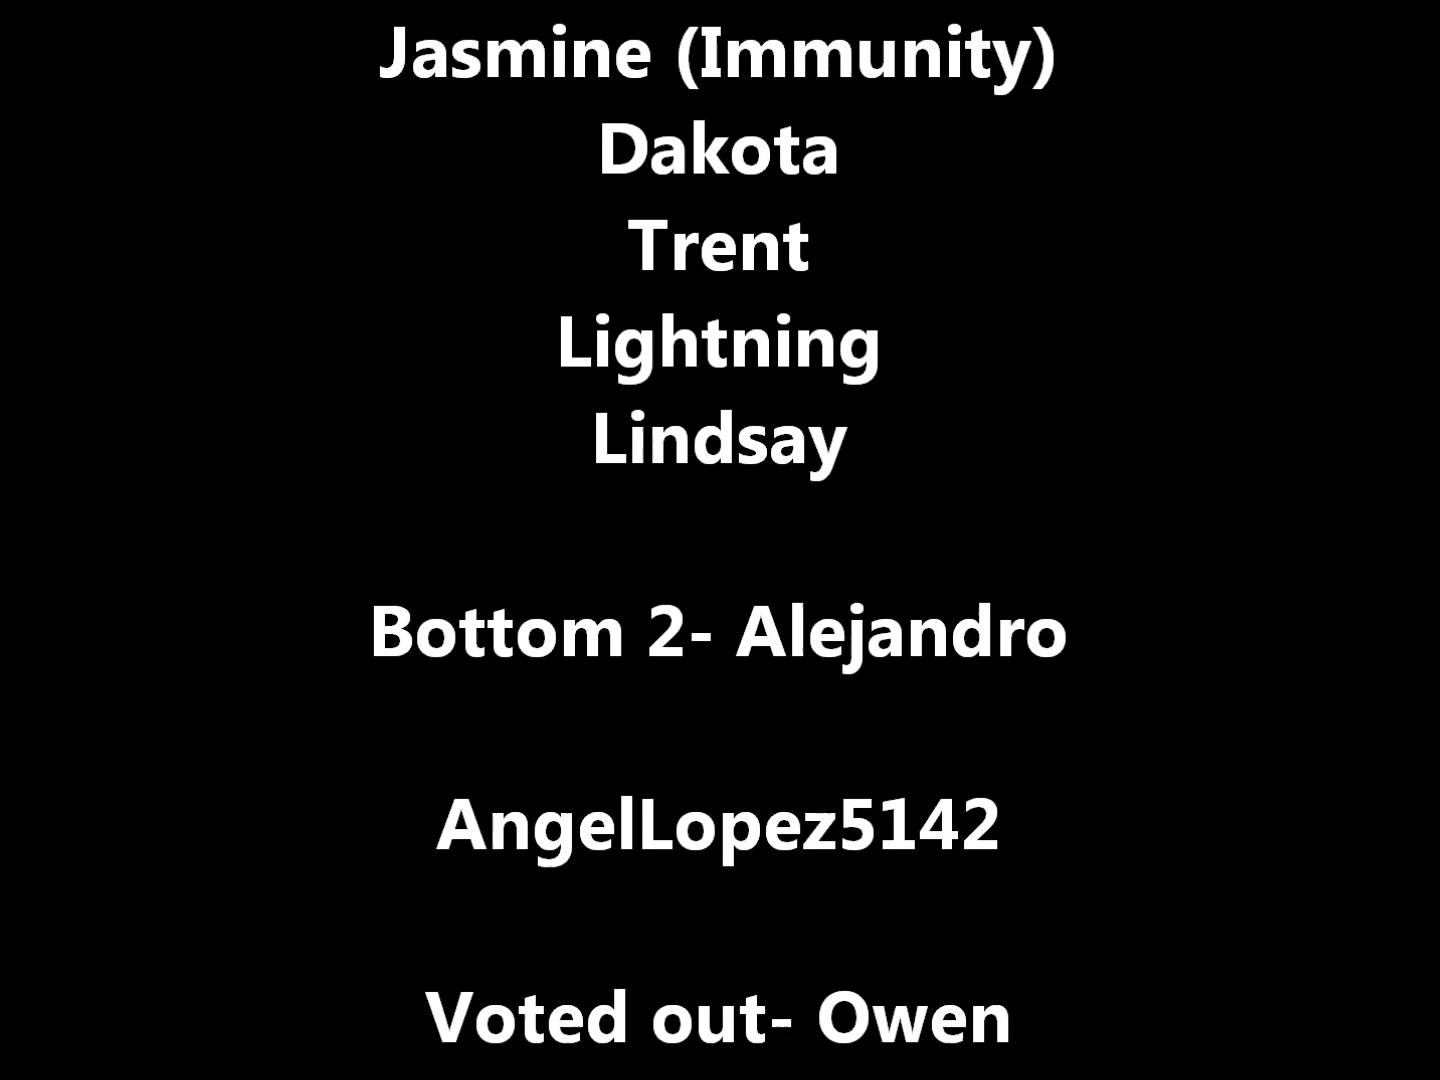 Jasmine (Immunity)
Dakota
Trent
Lightning
Lindsay
Bottom 2- Alejandro
AngelLopez5142
Voted out- Owen